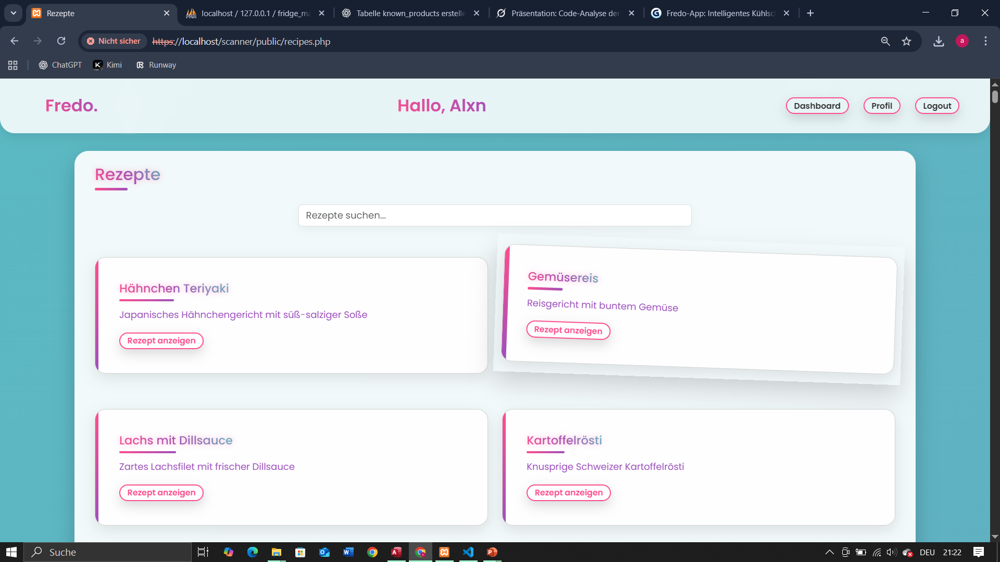 Rezepte
localhost / 127.0.0.1 / fridge_ma
Tabelle known_products erstelle
Präsentation: Code-Analyse der
Fredo-App: Intelligentes Kühlsc
Nicht sicher
https://localhost/scanner/public/recipes.php
a
ChatGPT
Kimi
Runway
Fredo.
Hallo, Alxn
Dashboard
Profil
Logout
Rezepte
Rezepte suchen...
Hähnchen Teriyaki
Japanisches Hähnchengericht mit süß-salziger Soße
Rezept anzeigen
Gemüsereis
Reisgericht mit buntem Gemüse
Rezept anzeigen
Lachs mit Dillsauce
Zartes Lachsfilet mit frischer Dillsauce
Rezept anzeigen
Kartoffelrösti
Knusprige Schweizer Kartoffelrösti
Rezept anzeigen
Suche
DEU
21:22